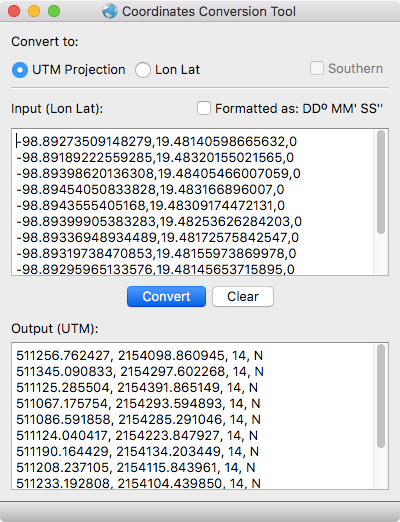 Coordinates Conversion Tool
Convert to:
UTM Projection Lon Lat Southern
Input (Lon Lat): Formatted as: DDº MM' SS''
-98.89273509148279,19.48140598665632,0
-98.89189222559285,19.48320155021565,0
-98.89398620136308,19.48405466007059,0
-98.89454050833828,19.483166896007,0
-98.8943555405168,19.48309174472131,0
-98.89399905383283,19.48253626284203,0
-98.89336948934489,19.48172575842547,0
-98.89319738470853,19.48155973869978,0
-98.89295965133576,19.48145653715895,0
Convert Clear
Output (UTM):
511256.762427, 2154098.860945, 14, N
511345.090833, 2154297.602268, 14, N
511125.285504, 2154391.865149, 14, N
511067.175754, 2154293.594893, 14, N
511086.591858, 2154285.291046, 14, N
511124.040417, 2154223.847927, 14, N
511190.164429, 2154134.203449, 14, N
511208.237105, 2154115.843961, 14, N
511233.192808, 2154104.439850, 14, N